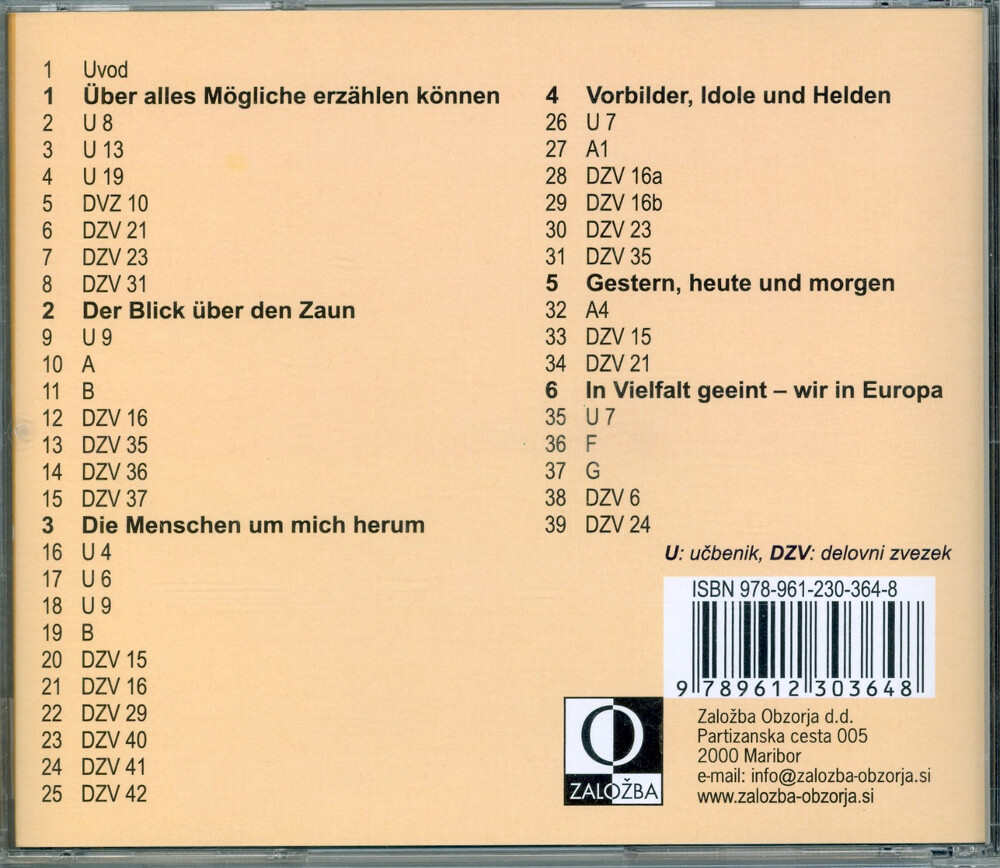 1 Uvod
1 Über alles Mögliche erzählen können
2 U 8
3 U 13
4 U 19
5 DVZ 10
6 DZV 21
7 DZV 23
8 DZV 31
2 Der Blick über den Zaun
9 U 9
10 A
11 B
12 DZV 16
13 DZV 35
14 DZV 36
15 DZV 37
3 Die Menschen um mich herum
16 U 4
17 U 6
18 U 9
19 B
20 DZV 15
21 DZV 16
22 DZV 29
23 DZV 40
24 DZV 41
25 DZV 42
4 Vorbilder, Idole und Helden
26 U 7
27 A1
28 DZV 16a
29 DZV 16b
30 DZV 23
31 DZV 35
5 Gestern, heute und morgen
32 A4
33 DZV 15
34 DZV 21
6 In Vielfalt geeint – wir in Europa
35 U 7
36 F
37 G
38 DZV 6
39 DZV 24
U: učbenik, DZV: delovni zvezek
ISBN 978-961-230-364-8
9 789612 303648
ZALOŽBA
Založba Obzorja d.d.
Partizanska cesta 005
2000 Maribor
e-mail: info@zalozba-obzorja.si
www.zalozba-obzorja.si